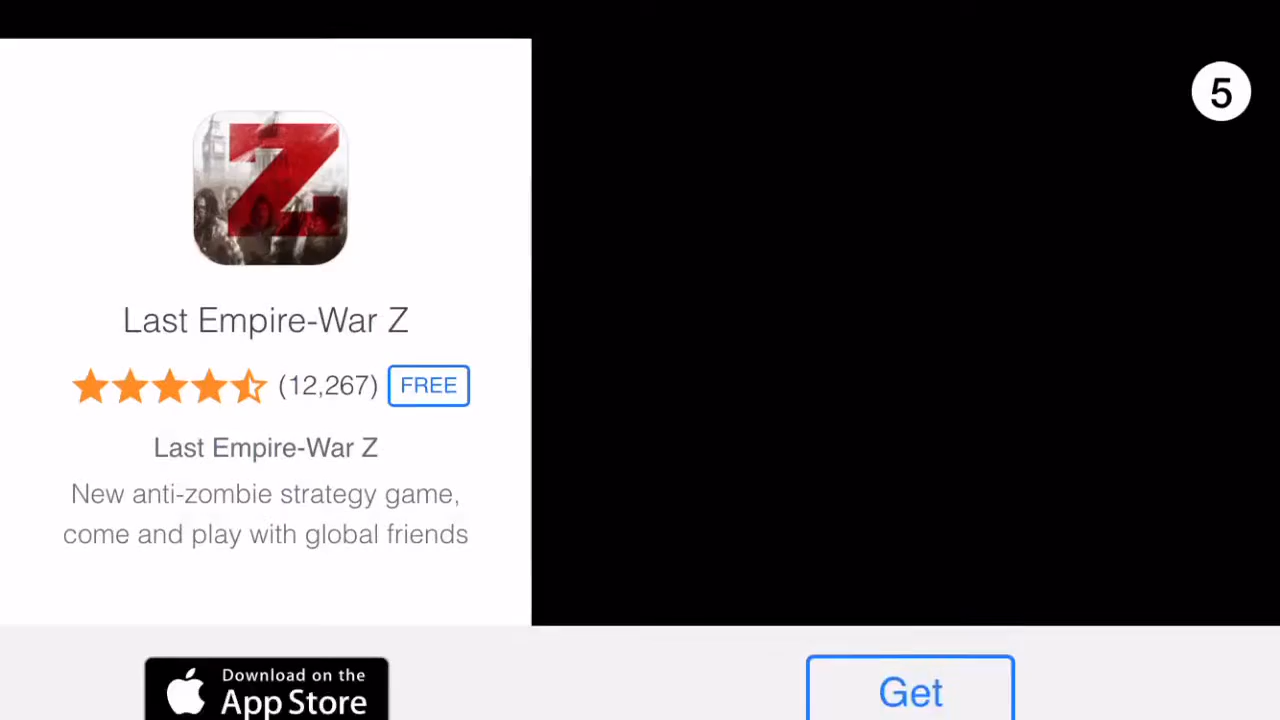 5
Z
Last Empire-War Z
(12,267) FREE
Last Empire-War Z
New anti-zombie strategy game,
come and play with global friends
Download on the
App Store
Get